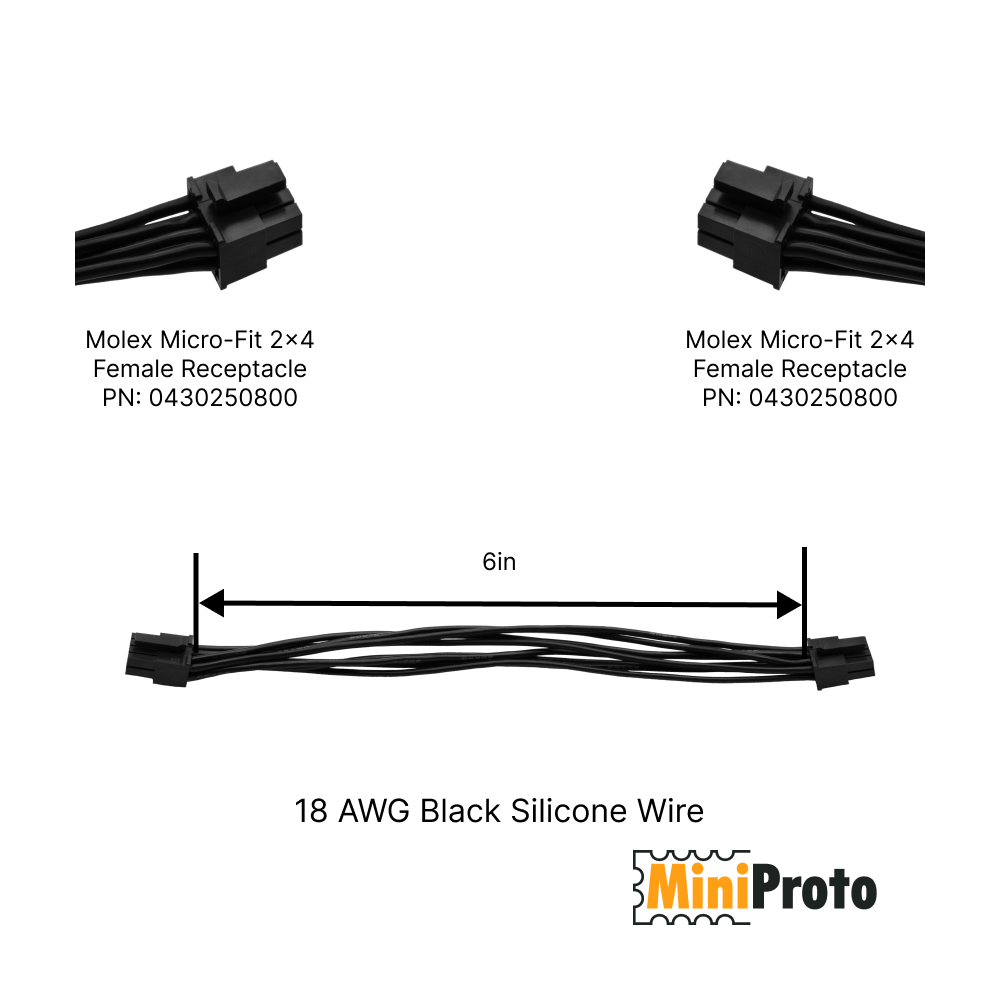 Molex Micro-Fit 2×4
Female Receptacle
PN: 0430250800
Molex Micro-Fit 2×4
Female Receptacle
PN: 0430250800
6in
18 AWG Black Silicone Wire
MiniProto